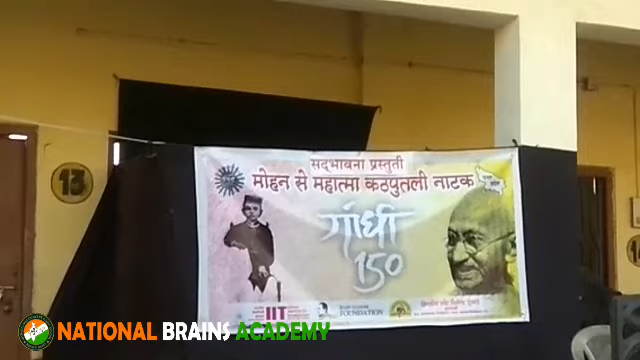 13
सद्भावना प्रस्तुती
मोहन से महात्मा कठपुतली नाटक
गांधी
150
IIT
FOUNDATION
NATIONAL BRAINS ACADEMY